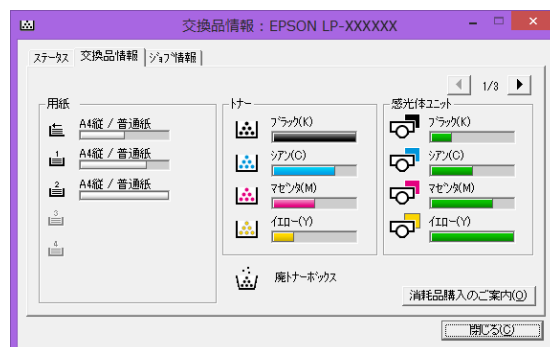 交換品情報 : EPSON LP-XXXXXX
ｽﾃｰﾀｽ 交換品情報 ｼﾞｮﾌﾞ情報
1/3
用紙
A4縦 / 普通紙
1 A4縦 / 普通紙
2 A4縦 / 普通紙
3
4
ﾄﾅｰ
ﾌﾞﾗｯｸ(K)
ｼｱﾝ(C)
ﾏｾﾞﾝﾀ(M)
ｲｴﾛｰ(Y)
廃ﾄﾅｰﾎﾞｯｸｽ
感光体ﾕﾆｯﾄ
ﾌﾞﾗｯｸ(K)
ｼｱﾝ(C)
ﾏｾﾞﾝﾀ(M)
ｲｴﾛｰ(Y)
消耗品購入のご案内(O)
閉じる(C)